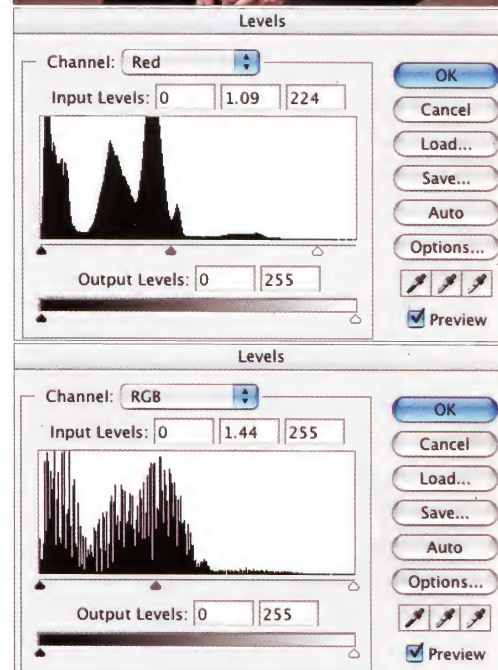 Levels
Channel: Red
OK
Input Levels: 0 1.09 224
Cancel
Load...
Save...
Auto
Options...
Output Levels: 0 255
Preview
Levels
Channel: RGB
OK
Input Levels: 0 1.44 255
Cancel
Load...
Save...
Auto
Options...
Output Levels: 0 255
Preview